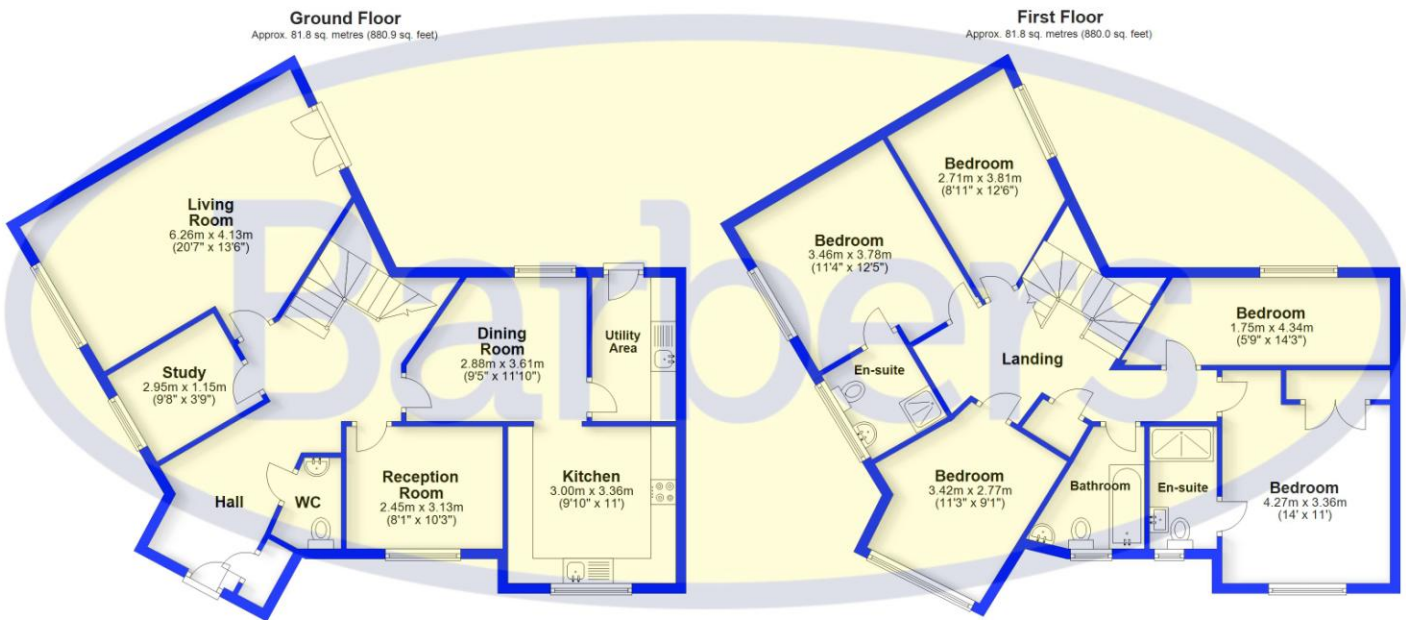 Ground Floor
Approx. 81.8 sq. metres (880.9 sq. feet)
Living
Room
6.26m x 4.13m
(20'7" x 13'6")
Study
2.95m x 1.15m
(9'8" x 3'9")
Dining
Room
2.88m x 3.61m
(9'5" x 11'10")
Utility
Area
Hall
WC
Reception
Room
2.45m x 3.13m
(8'1" x 10'3")
Kitchen
3.00m x 3.36m
(9'10" x 11')
First Floor
Approx. 81.8 sq. metres (880.0 sq. feet)
Bedroom
2.71m x 3.81m
(8'11" x 12'6")
Bedroom
3.46m x 3.78m
(11'4" x 12'5")
Bedroom
1.75m x 4.34m
(5'9" x 14'3")
Landing
En-suite
Bedroom
3.42m x 2.77m
(11'3" x 9'1")
Bathroom
En-suite
Bedroom
4.27m x 3.36m
(14' x 11')
Barbers